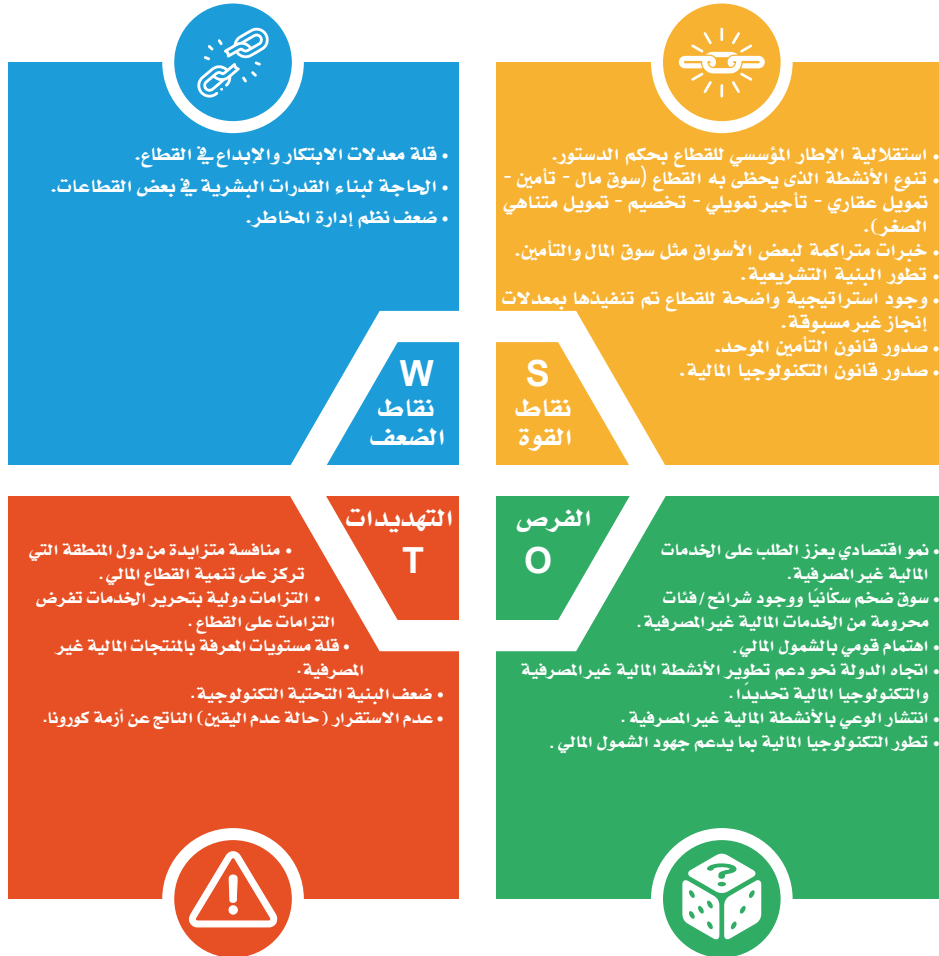 • استقلالية الإطار المؤسسي للقطاع بحكم الدستور.
• تنوع الأنشطة الذى يحظى به القطاع (سوق مال - تأمين -
تمويل عقاري - تأجير تمويلي - تخصيم - تمويل متناهي
الصغر).
• خبرات متراكمة لبعض الأسواق مثل سوق المال والتأمين.
• تطور البنية التشريعية.
• وجود استراتيجية واضحة للقطاع تم تنفيذها بمعدلات
إنجاز غير مسبوقة.
• صدور قانون التأمين الموحد.
• صدور قانون التكنولوجيا المالية.
S
نقاط
القوة
• قلة معدلات الابتكار والإبداع في القطاع.
• الحاجة لبناء القدرات البشرية في بعض القطاعات.
• ضعف نظم إدارة المخاطر.
W
نقاط
الضعف
الفرص
O
• نمو اقتصادي يعزز الطلب على الخدمات
المالية غير المصرفية.
• سوق ضخم سكّانيًا ووجود شرائح/فئات
محرومة من الخدمات المالية غير المصرفية.
• اهتمام قومي بالشمول المالي.
• اتجاه الدولة نحو دعم تطوير الأنشطة المالية غير المصرفية
والتكنولوجيا المالية تحديدًا.
• انتشار الوعي بالأنشطة المالية غير المصرفية.
• تطور التكنولوجيا المالية بما يدعم جهود الشمول المالي.
?
التهديدات
T
• منافسة متزايدة من دول المنطقة التي
تركز على تنمية القطاع المالي.
• التزامات دولية بتحرير الخدمات تفرض
التزامات على القطاع.
• قلة مستويات المعرفة بالمنتجات المالية غير
المصرفية.
• ضعف البنية التحتية التكنولوجية.
• عدم الاستقرار (حالة عدم اليقين) الناتج عن أزمة كورونا.
!